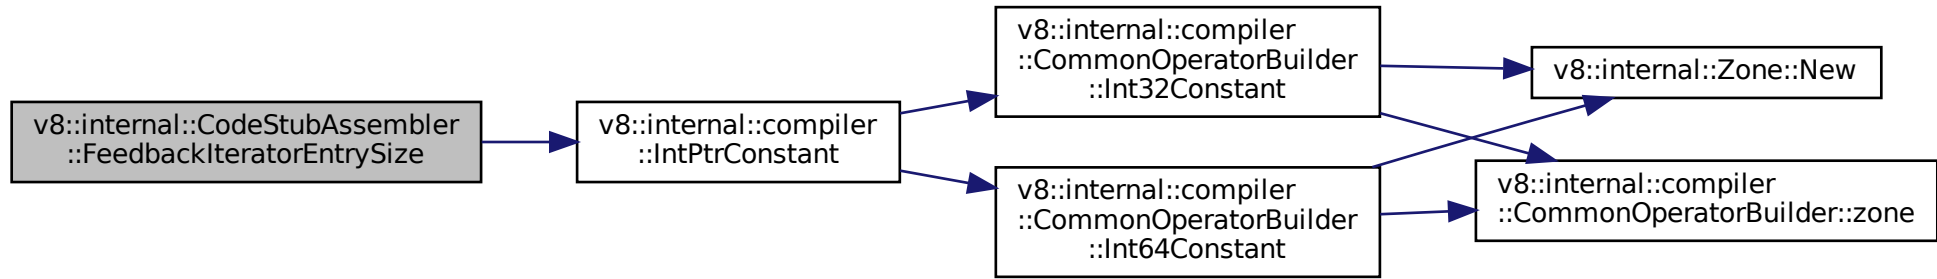 v8::internal::CodeStubAssembler
::FeedbackIteratorEntrySize
v8::internal::compiler
::IntPtrConstant
v8::internal::compiler
::CommonOperatorBuilder
::Int32Constant
v8::internal::compiler
::CommonOperatorBuilder
::Int64Constant
v8::internal::Zone::New
v8::internal::compiler
::CommonOperatorBuilder::zone